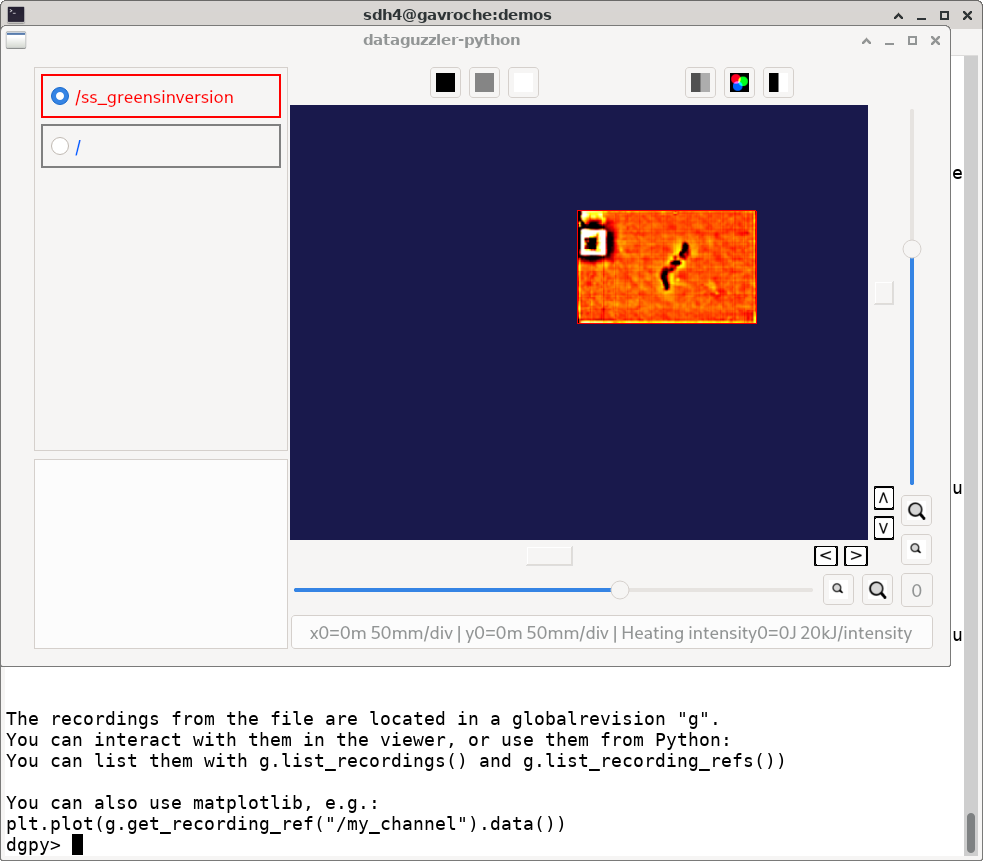 sdh4@gavroche:demos
dataguzzler-python
/ss_greensinversion
/
e
u
Λ
V
< >
0
x0=0m 50mm/div | y0=0m 50mm/div | Heating intensity0=0J 20kJ/intensity
u
The recordings from the file are located in a globalrevision "g".
You can interact with them in the viewer, or use them from Python:
You can list them with g.list_recordings() and g.list_recording_refs())
You can also use matplotlib, e.g.:
plt.plot(g.get_recording_ref("/my_channel").data())
dgpy>